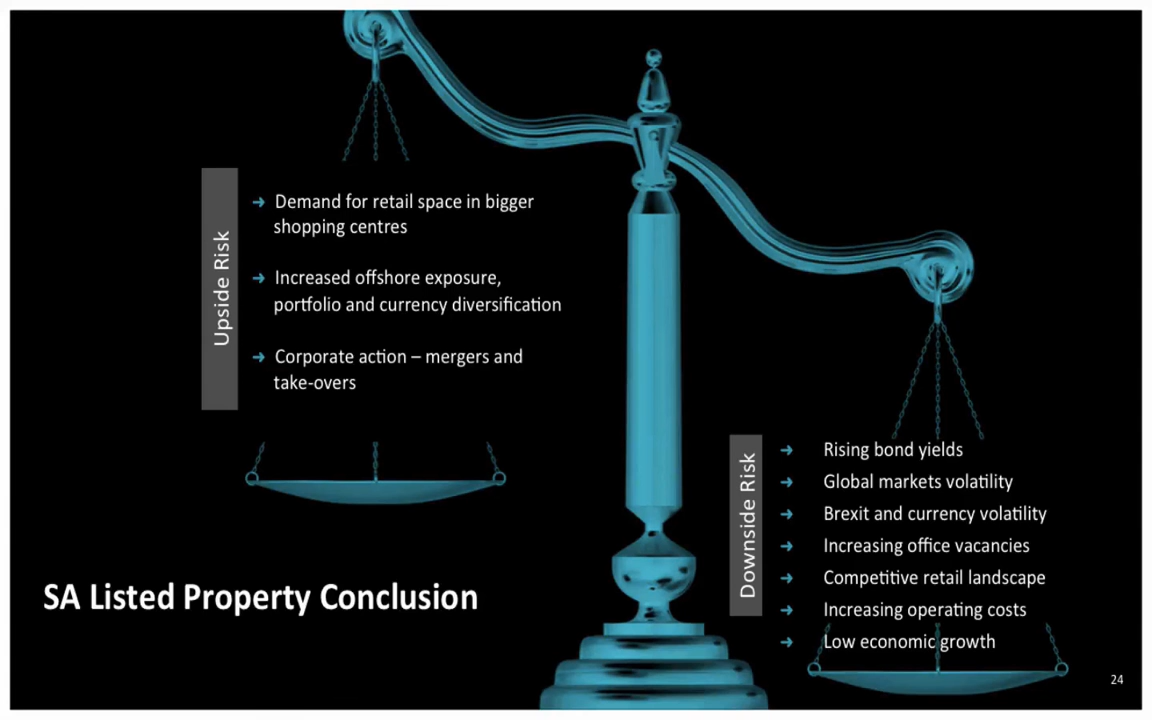 Upside Risk
➔ Demand for retail space in bigger
shopping centres
➔ Increased offshore exposure,
portfolio and currency diversification
➔ Corporate action – mergers and
take-overs
Downside Risk
➔ Rising bond yields
➔ Global markets volatility
➔ Brexit and currency volatility
➔ Increasing office vacancies
➔ Competitive retail landscape
➔ Increasing operating costs
➔ Low economic growth
SA Listed Property Conclusion
24